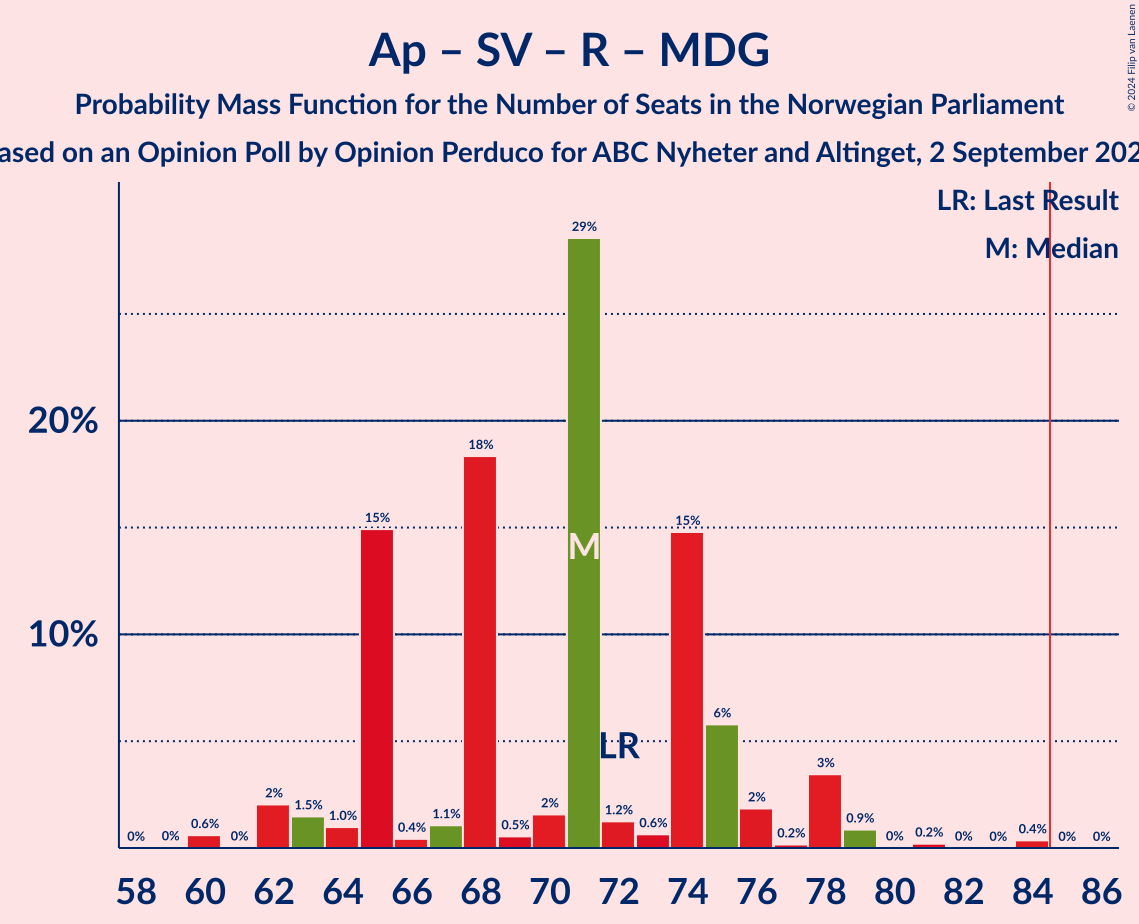 Ap – SV – R – MDG
Probability Mass Function for the Number of Seats in the Norwegian Parliament
ased on an Opinion Poll by Opinion Perduco for ABC Nyheter and Altinget, 2 September 202
© 2024 Filip van Laenen
LR: Last Result
M: Median
20%
10%
0% 0% 0.6% 0% 2% 1.5% 1.0% 15% 0.4% 1.1% 18% 0.5% 2% 29% 1.2% 0.6% 15% 6% 2% 0.2% 3% 0.9% 0% 0.2% 0% 0% 0.4% 0% 0%
M
LR
58 60 62 64 66 68 70 72 74 76 78 80 82 84 86